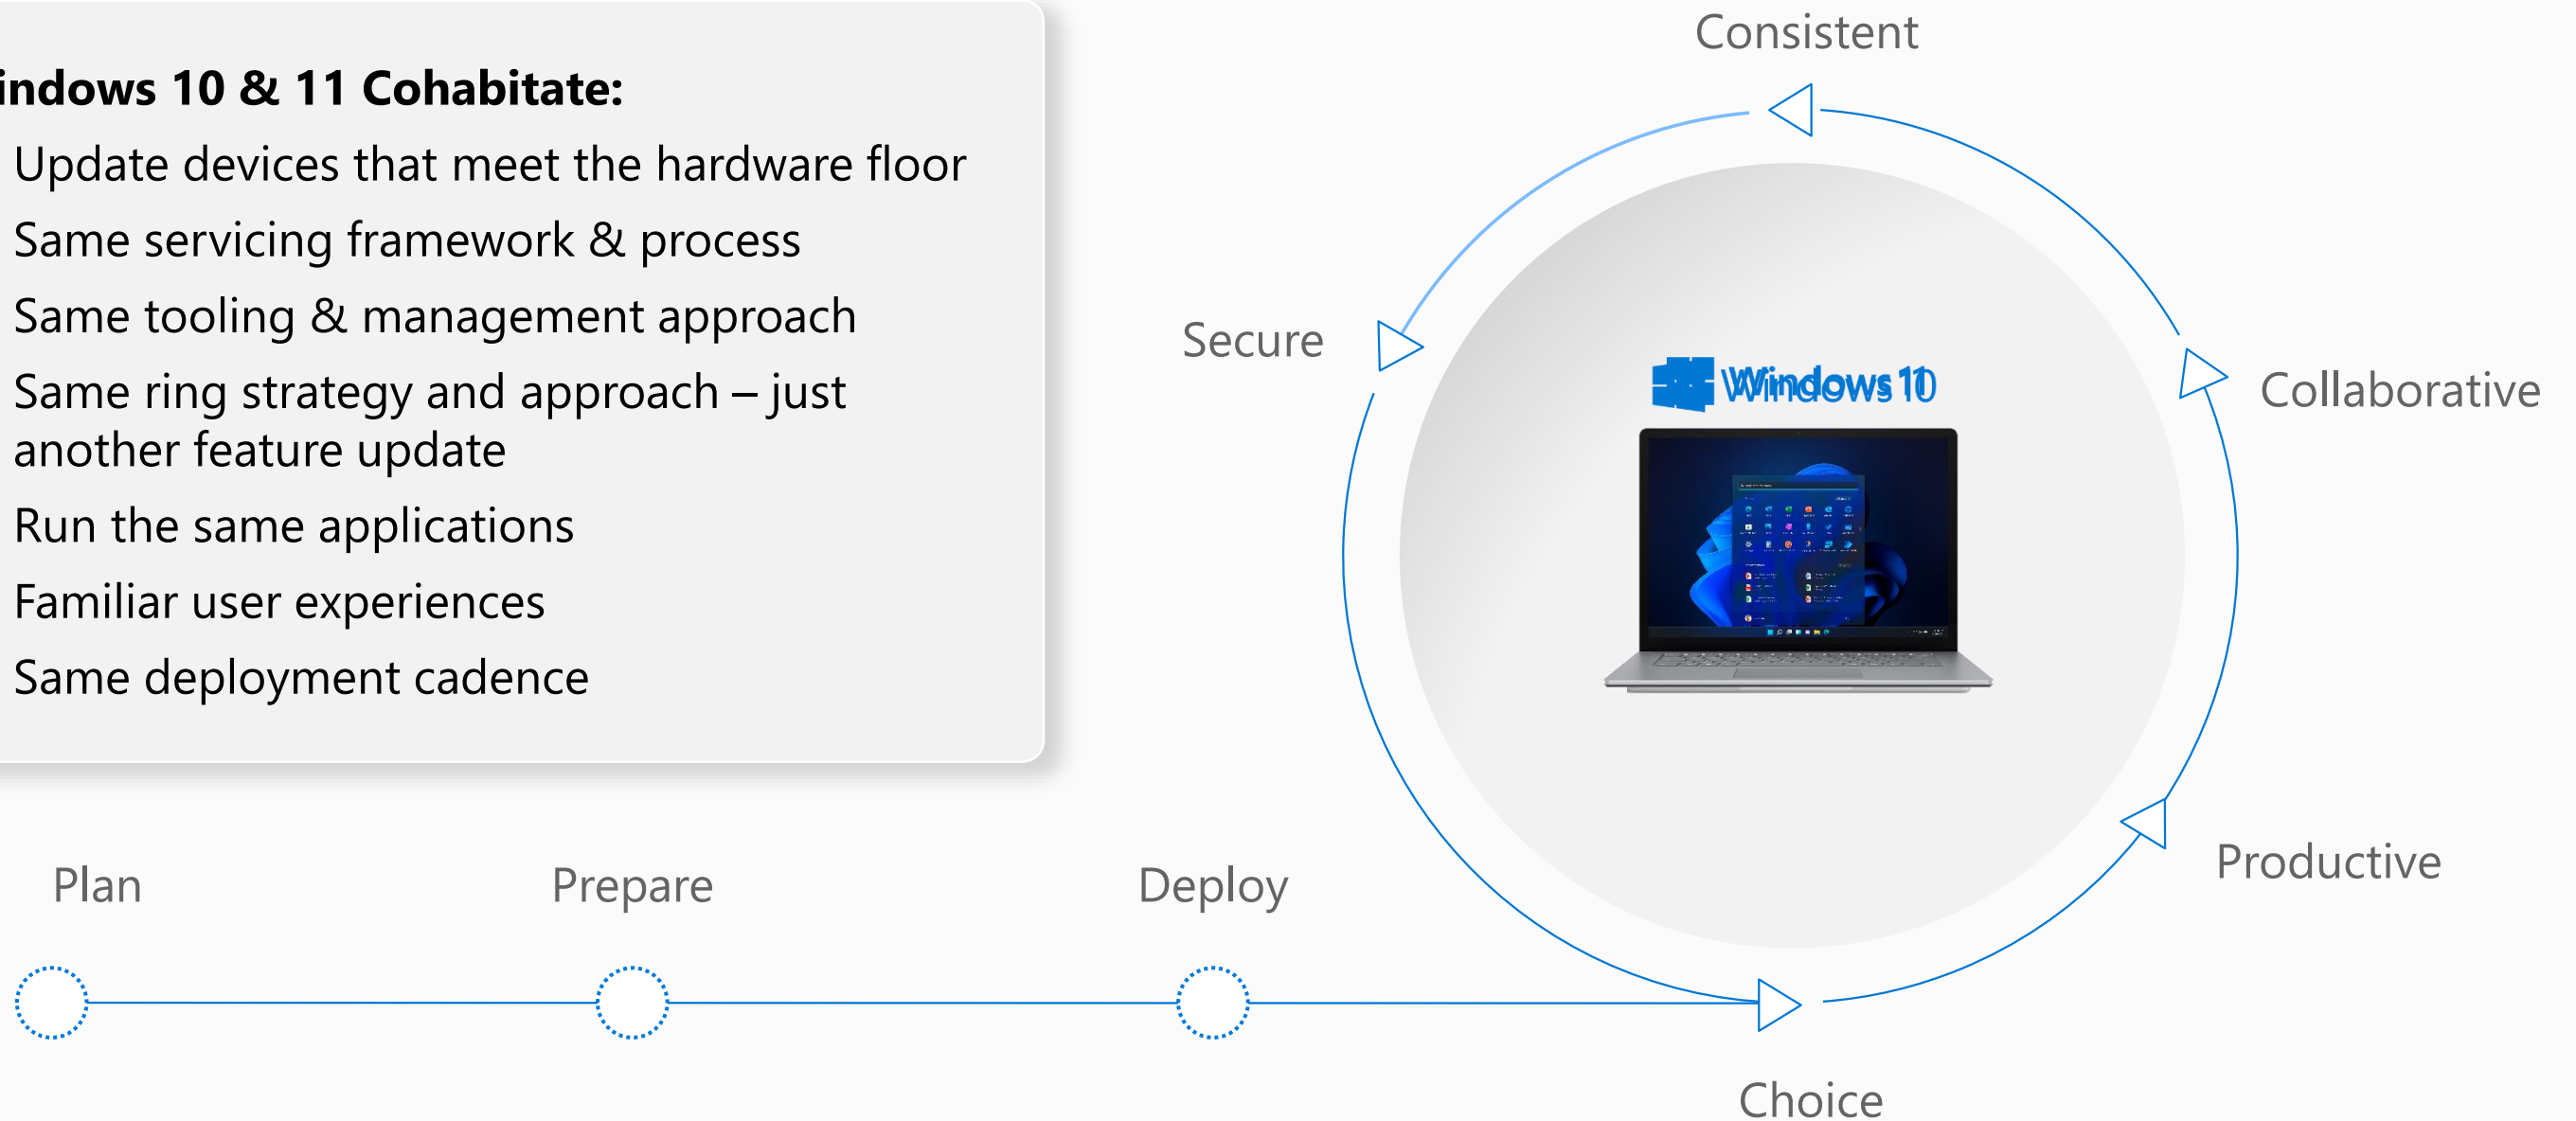 indows 10 & 11 Cohabitate:
Update devices that meet the hardware floor
Same servicing framework & process
Same tooling & management approach
Same ring strategy and approach – just
another feature update
Run the same applications
Familiar user experiences
Same deployment cadence
Consistent
Secure
Collaborative
Windows 11
Windows 10
Productive
Plan
Prepare
Deploy
Choice